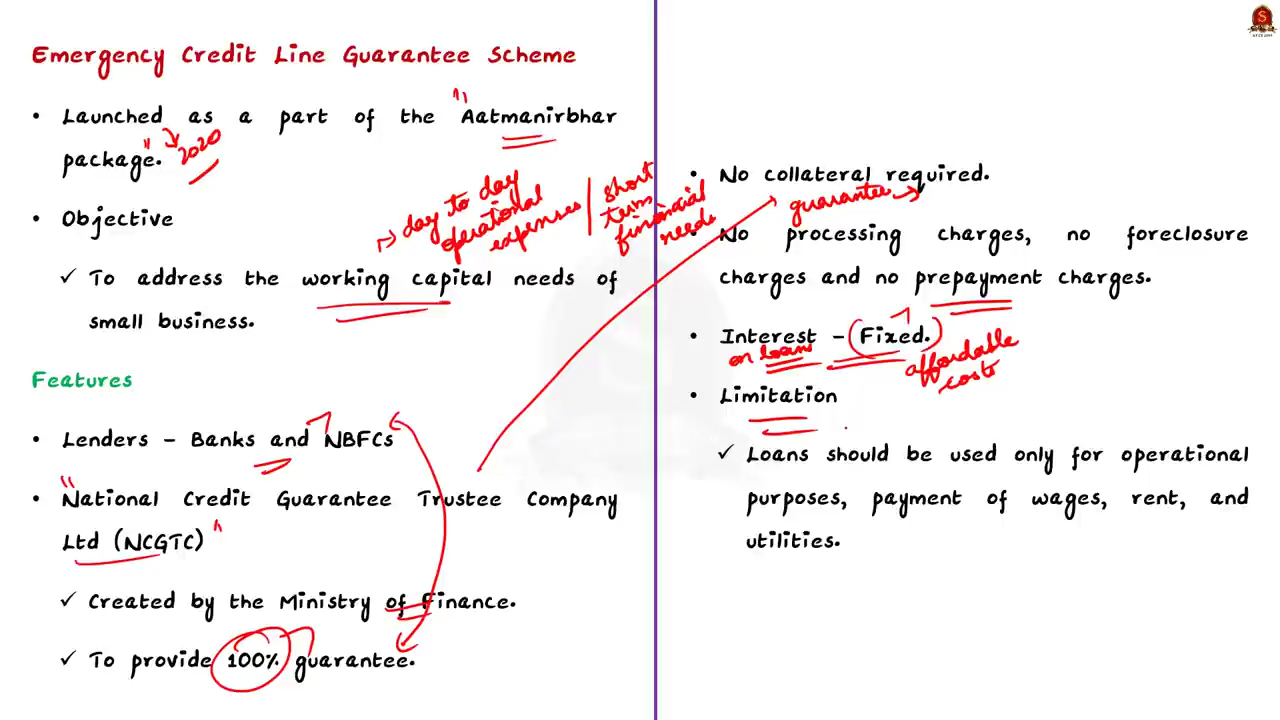 Emergency Credit Line Guarantee Scheme
• Launched as a part of the "Aatmanirbhar
package". 2020
• Objective
day to day
operational
expenses
short
term
financial
needs
✓ To address the working capital needs of
small business.
Features
• Lenders - Banks and NBFCs
• "National Credit Guarantee Trustee Company
Ltd (NCGTC)"
✓ Created by the Ministry of Finance.
✓ To provide 100% guarantee.
• No collateral required.
guarantee
• No processing charges, no foreclosure
charges and no prepayment charges.
• Interest - (Fixed.)
on loans
affordable
costs
• Limitation
✓ Loans should be used only for operational
purposes, payment of wages, rent, and
utilities.